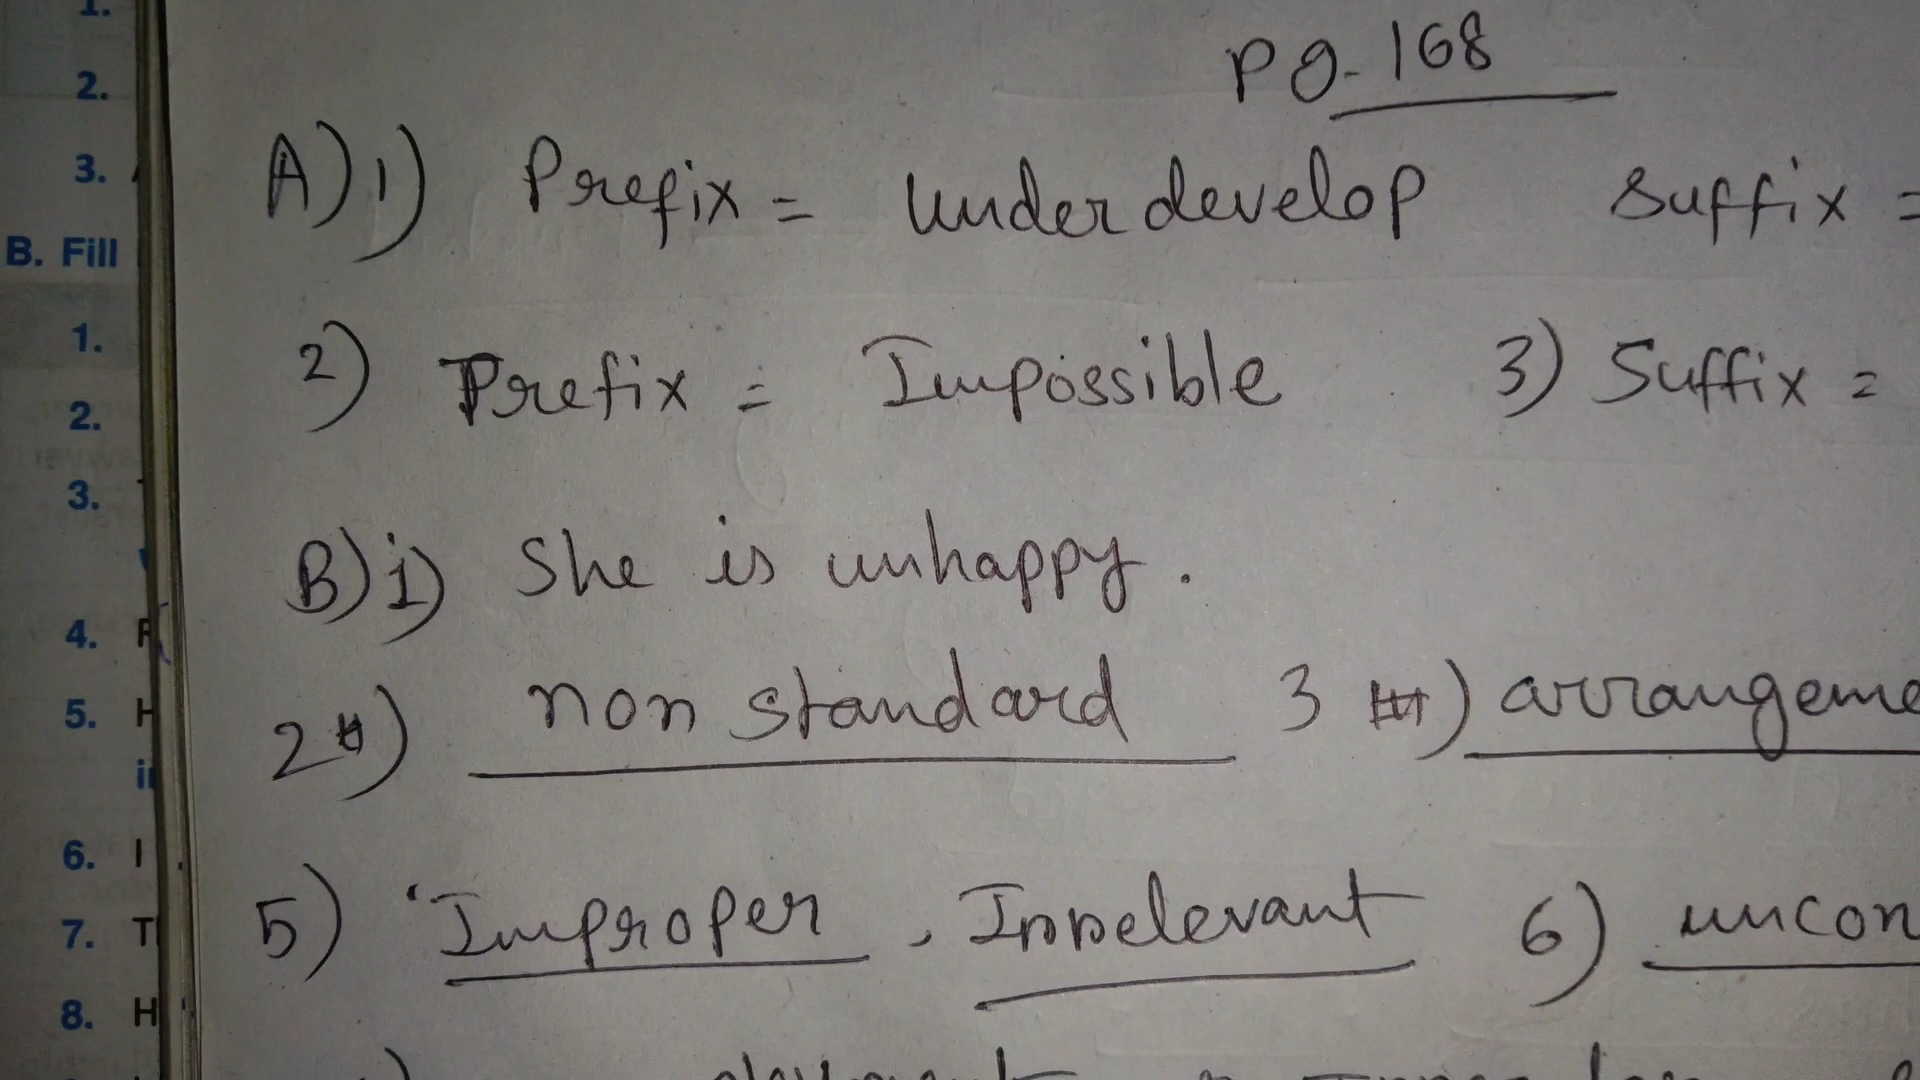 1.
2.
3.
B. Fill
1.
2.
3.
4.
5. H
6. I
7. T
8. H
Pg-168
A) 1) Prefix = underdevelop Suffix =
2) Prefix = Impossible 3) Suffix =
B) 1) She is unhappy.
2) non standard 3) arrangeme
5) Improper, Irrelevant 6) uncon